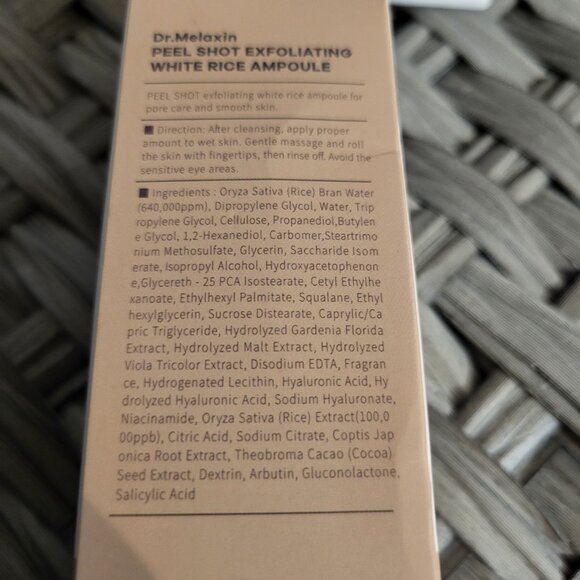 Dr.Melaxin
PEEL SHOT EXFOLIATING
WHITE RICE AMPOULE
PEEL SHOT exfoliating white rice ampoule for
pore care and smooth skin.
■ Direction: After cleansing, apply proper
amount to wet skin. Gentle massage and roll
the skin with fingertips, then rinse off. Avoid the
sensitive eye areas.
■ Ingredients : Oryza Sativa (Rice) Bran Water
(640,000ppm), Dipropylene Glycol, Water, Trip
ropylene Glycol, Cellulose, Propanediol,Butylen
e Glycol, 1,2-Hexanediol, Carbomer,Steartrimo
nium Methosulfate, Glycerin, Saccharide Isom
erate, Isopropyl Alcohol, Hydroxyacetophenon
e,Glycereth - 25 PCA Isostearate, Cetyl Ethylhe
xanoate, Ethylhexyl Palmitate, Squalane, Ethyl
hexylglycerin, Sucrose Distearate, Caprylic/Ca
pric Triglyceride, Hydrolyzed Gardenia Florida
Extract, Hydrolyzed Malt Extract, Hydrolyzed
Viola Tricolor Extract, Disodium EDTA, Fragran
ce, Hydrogenated Lecithin, Hyaluronic Acid, Hy
drolyzed Hyaluronic Acid, Sodium Hyaluronate,
Niacinamide, Oryza Sativa (Rice) Extract(100,0
00ppb), Citric Acid, Sodium Citrate, Coptis Jap
onica Root Extract, Theobroma Cacao (Cocoa)
Seed Extract, Dextrin, Arbutin, Gluconolactone,
Salicylic Acid